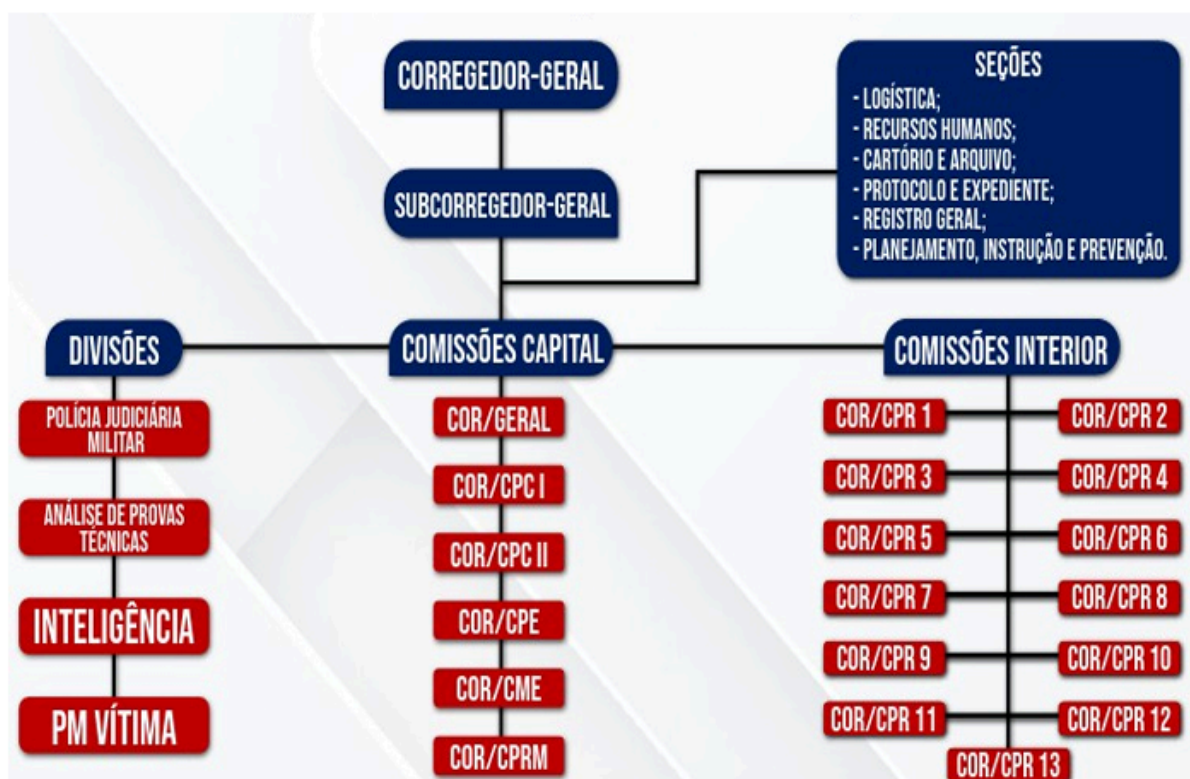 CORREGEDOR-GERAL
SUBCORREGEDOR-GERAL
SEÇÕES
- LOGÍSTICA;
- RECURSOS HUMANOS;
- CARTÓRIO E ARQUIVO;
- PROTOCOLO E EXPEDIENTE;
- REGISTRO GERAL;
- PLANEJAMENTO, INSTRUÇÃO E PREVENÇÃO.
DIVISÕES
POLÍCIA JUDICIÁRIA
MILITAR
ANÁLISE DE PROVAS
TÉCNICAS
INTELIGÊNCIA
PM VÍTIMA
COMISSÕES CAPITAL
COR/GERAL
COR/CPC I
COR/CPC II
COR/CPE
COR/CME
COR/CPRM
COMISSÕES INTERIOR
COR/CPR 1
COR/CPR 2
COR/CPR 3
COR/CPR 4
COR/CPR 5
COR/CPR 6
COR/CPR 7
COR/CPR 8
COR/CPR 9
COR/CPR 10
COR/CPR 11
COR/CPR 12
COR/CPR 13